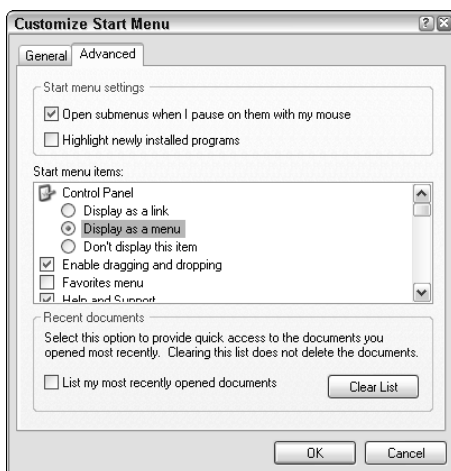 Customize Start Menu
General
Advanced
Start menu settings
Open submenus when I pause on them with my mouse
Highlight newly installed programs
Start menu items:
Control Panel
Display as a link
Display as a menu
Don't display this item
Enable dragging and dropping
Favorites menu
Help and Support
Recent documents
Select this option to provide quick access to the documents you
opened most recently. Clearing this list does not delete the documents.
List my most recently opened documents
Clear List
OK
Cancel